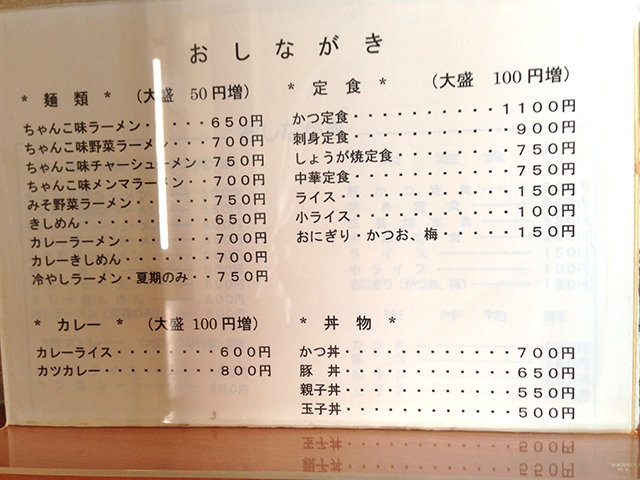 おしながき
* 麺 類 * (大盛 50円増)
ちゃんこ味ラーメン・・・・・・650円
ちゃんこ味野菜ラーメン・・・・700円
ちゃんこ味チャーシューメン・750円
ちゃんこ味メンマラーメン・・700円
みそ野菜ラーメン・・・・・・・750円
きしめん・・・・・・・・・・・650円
カレーラーメン・・・・・・・・700円
カレーきしめん・・・・・・・・700円
冷やしラーメン・夏期のみ・・750円
* カレー * (大盛 100円増)
カレーライス・・・・・・・・600円
カツカレー・・・・・・・・・800円
* 定 食 * (大盛 100円増)
かつ定食・・・・・・・・・・・1100円
刺身定食・・・・・・・・・・・900円
しょうが焼定食・・・・・・・・750円
中華定食・・・・・・・・・・・750円
ライス・・・・・・・・・・・・150円
小ライス・・・・・・・・・・・100円
おにぎり・かつお、梅・・・・・150円
* 丼 物 *
かつ丼・・・・・・・・・・・・700円
豚 丼・・・・・・・・・・・・650円
親子丼・・・・・・・・・・・・550円
玉子丼・・・・・・・・・・・・500円